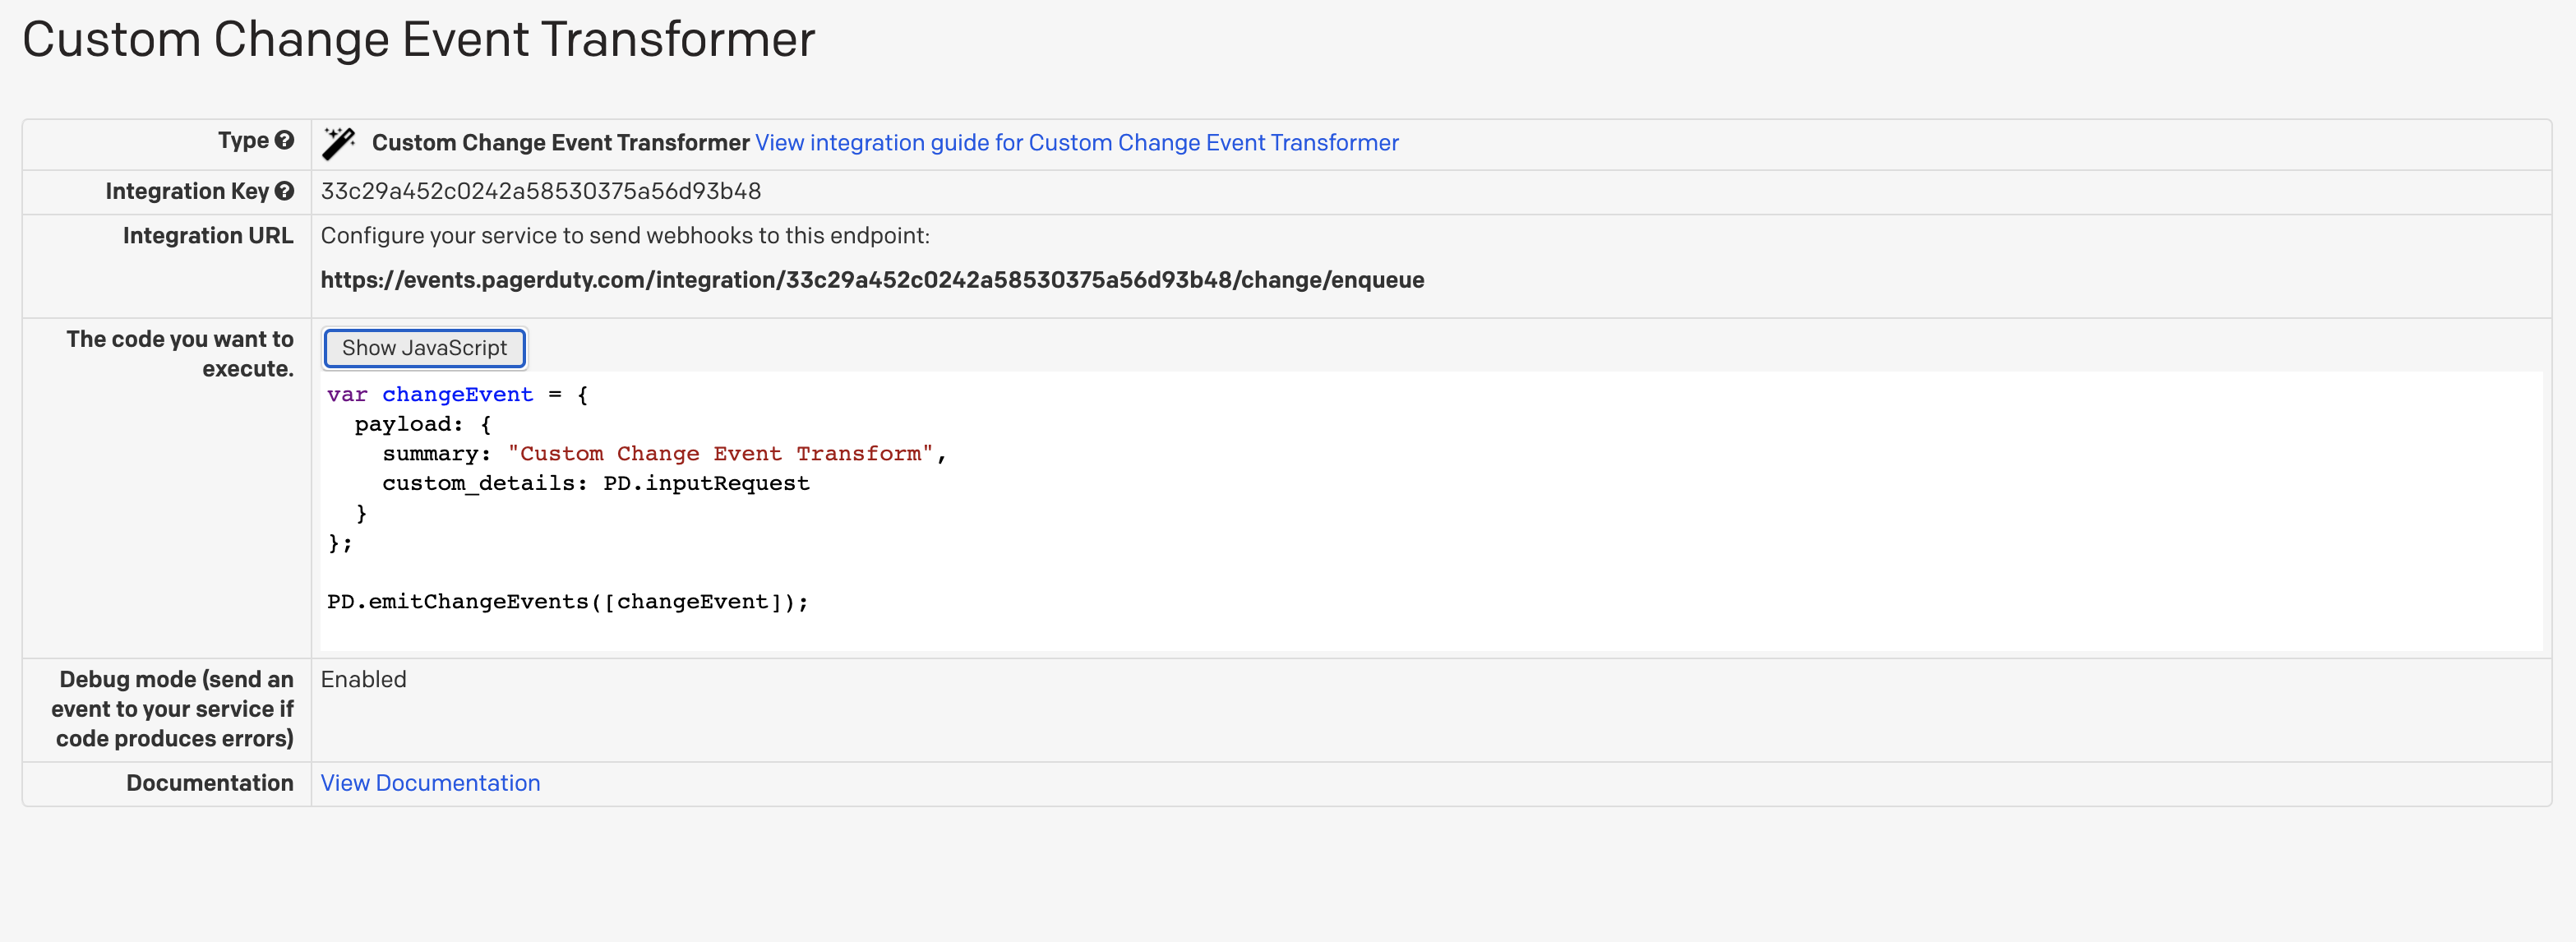 Custom Change Event Transformer
Type
Custom Change Event Transformer View integration guide for Custom Change Event Transformer
Integration Key
33c29a452c0242a58530375a56d93b48
Integration URL
Configure your service to send webhooks to this endpoint:
https://events.pagerduty.com/integration/33c29a452c0242a58530375a56d93b48/change/enqueue
The code you want to
execute.
Show JavaScript
var changeEvent = {
  payload: {
    summary: "Custom Change Event Transform",
    custom_details: PD.inputRequest
  }
};
PD.emitChangeEvents([changeEvent]);
Debug mode (send an
event to your service if
code produces errors)
Enabled
Documentation
View Documentation